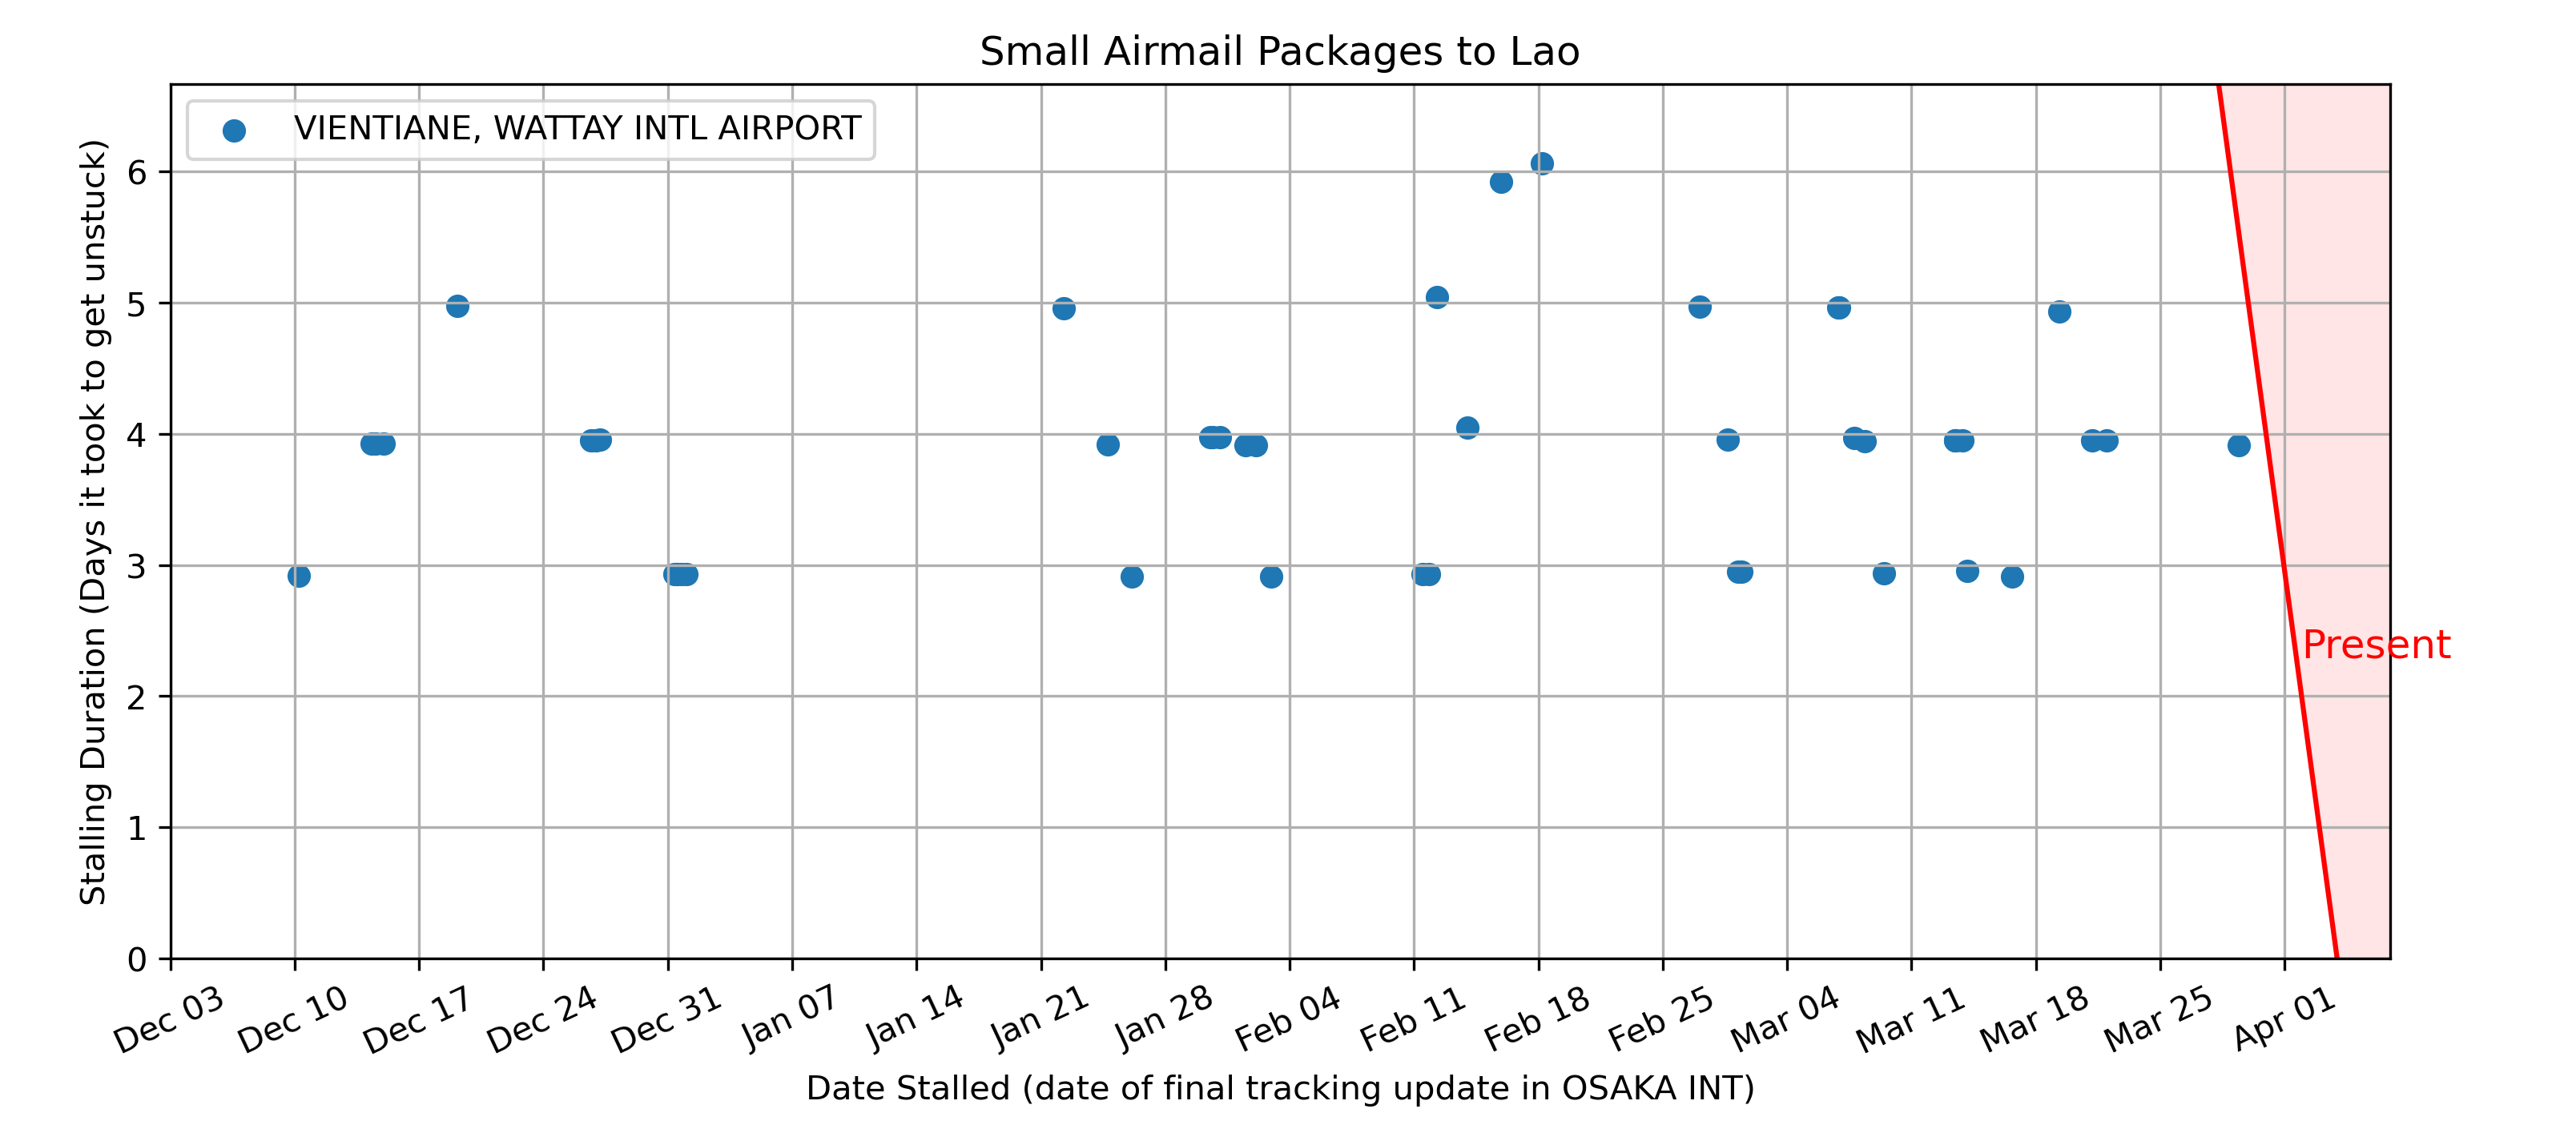 Small Airmail Packages to Lao
VIENTIANE, WATTAY INTL AIRPORT
Stalling Duration (Days it took to get unstuck)
6
5
4
3
2
1
0
Present
Dec 03
Dec 10
Dec 17
Dec 24
Dec 31
Jan 07
Jan 14
Jan 21
Jan 28
Feb 04
Feb 11
Feb 18
Feb 25
Mar 04
Mar 11
Mar 18
Mar 25
Apr 01
Date Stalled (date of final tracking update in OSAKA INT)